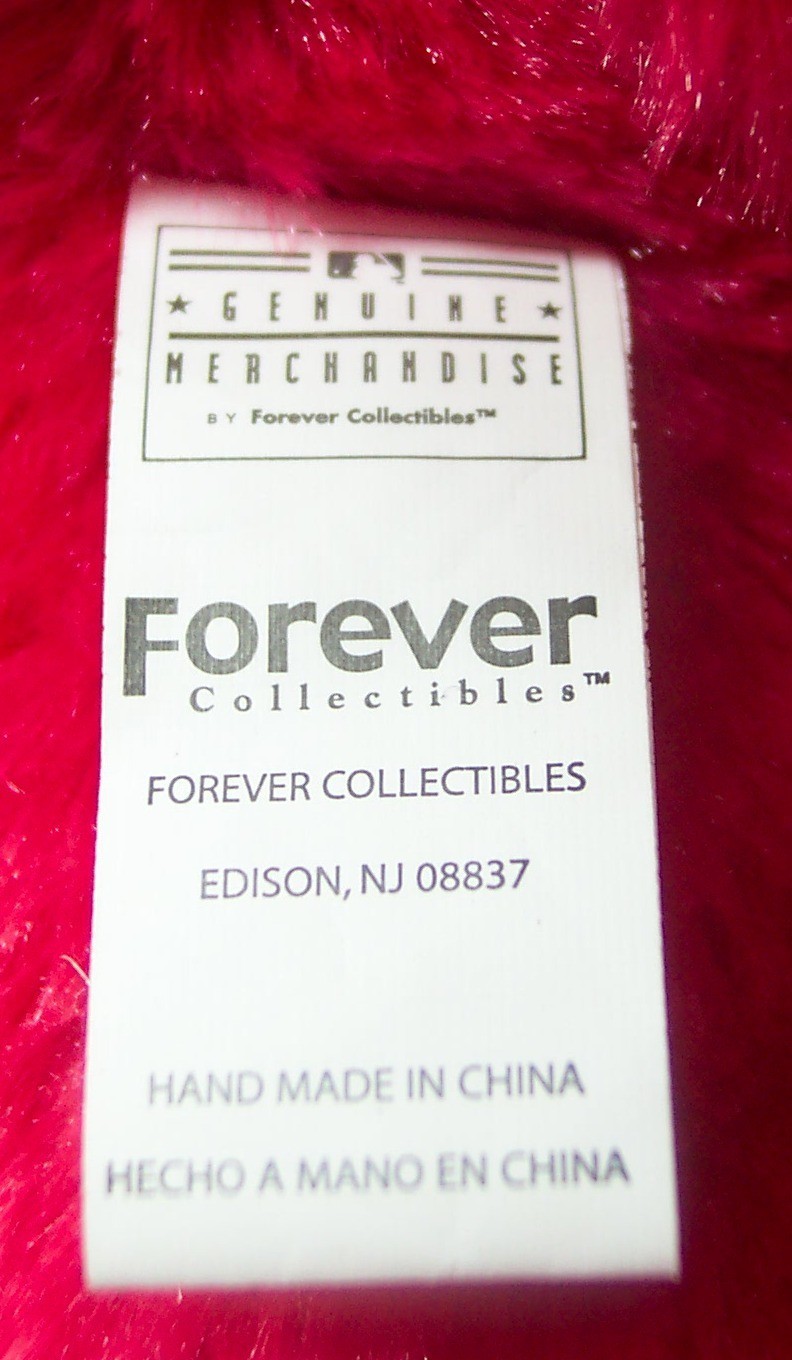 ★ GENUINE ★
MERCHANDISE
BY Forever Collectibles™
Forever
Collectibles™
FOREVER COLLECTIBLES
EDISON, NJ 08837
HAND MADE IN CHINA
HECHO A MANO EN CHINA